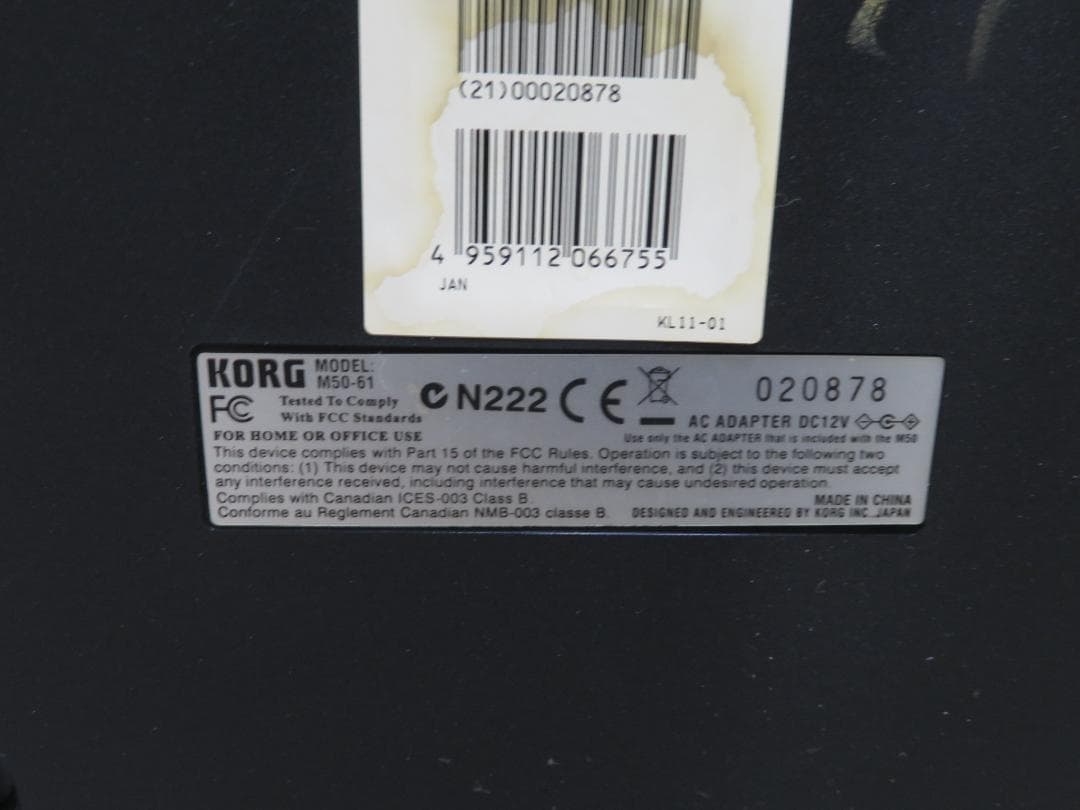 (21)00020878
4 959112 066755
JAN
KL11-01
KORG MODEL: M50-61
FC Tested To Comply With FCC Standards
N222 CE
020878
AC ADAPTER DC12V
Use only the AC ADAPTER that is included with the M50
FOR HOME OR OFFICE USE
This device complies with Part 15 of the FCC Rules. Operation is subject to the following two
conditions: (1) This device may not cause harmful interference, and (2) this device must accept
any interference received, including interference that may cause undesired operation.
Complies with Canadian ICES-003 Class B.
Conforme au Reglement Canadian NMB-003 classe B.
MADE IN CHINA
DESIGNED AND ENGINEERED BY KORG INC. JAPAN